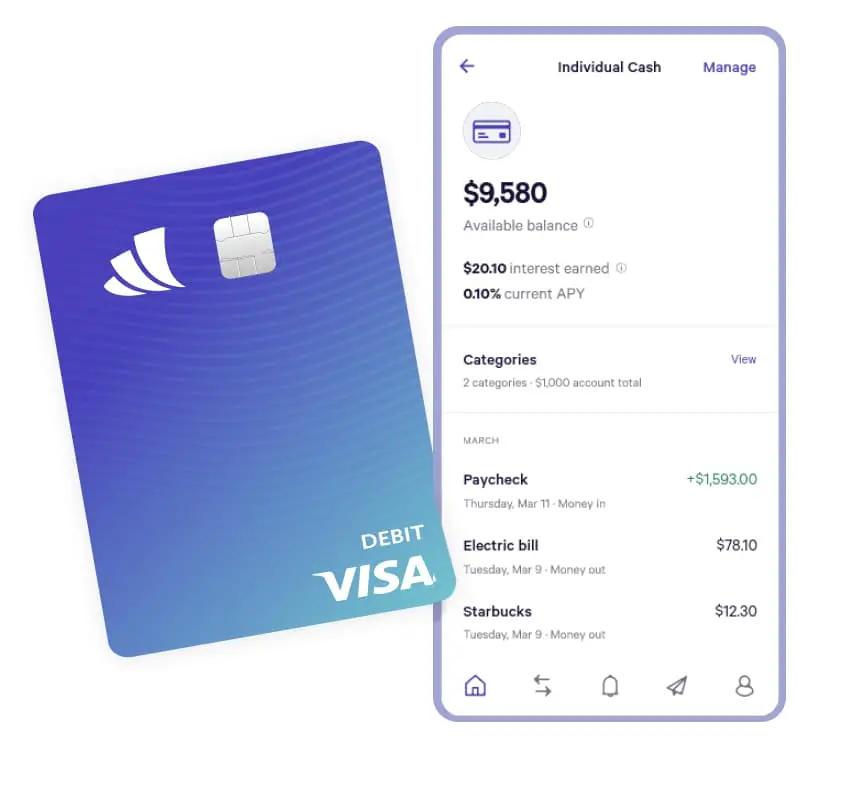 DEBIT
VISA
Individual Cash Manage
$9,580
Available balance
$20.10 interest earned
0.10% current APY
Categories View
2 categories · $1,000 account total
MARCH
Paycheck +$1,593.00
Thursday, Mar 11 · Money in
Electric bill $78.10
Tuesday, Mar 9 · Money out
Starbucks $12.30
Tuesday, Mar 9 · Money out